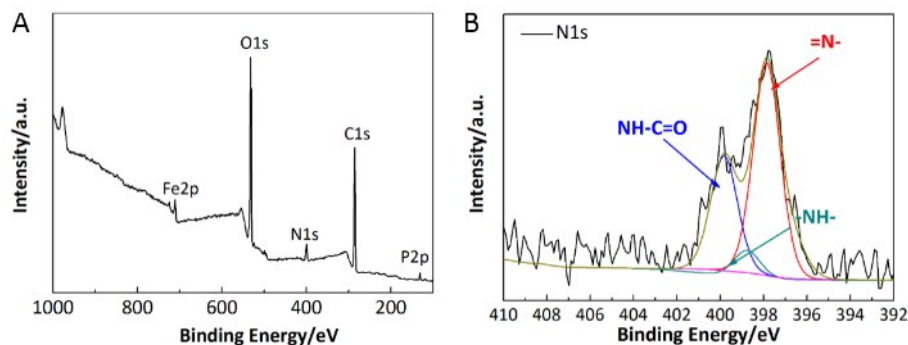 A
O1s
C1s
Fe2p
N1s
P2p
Intensity/a.u.
1000 800 600 400 200
Binding Energy/eV
B
N1s
=N-
NH-C=O
-NH-
Intensity/a.u.
410 408 406 404 402 400 398 396 394 392
Binding Energy/eV